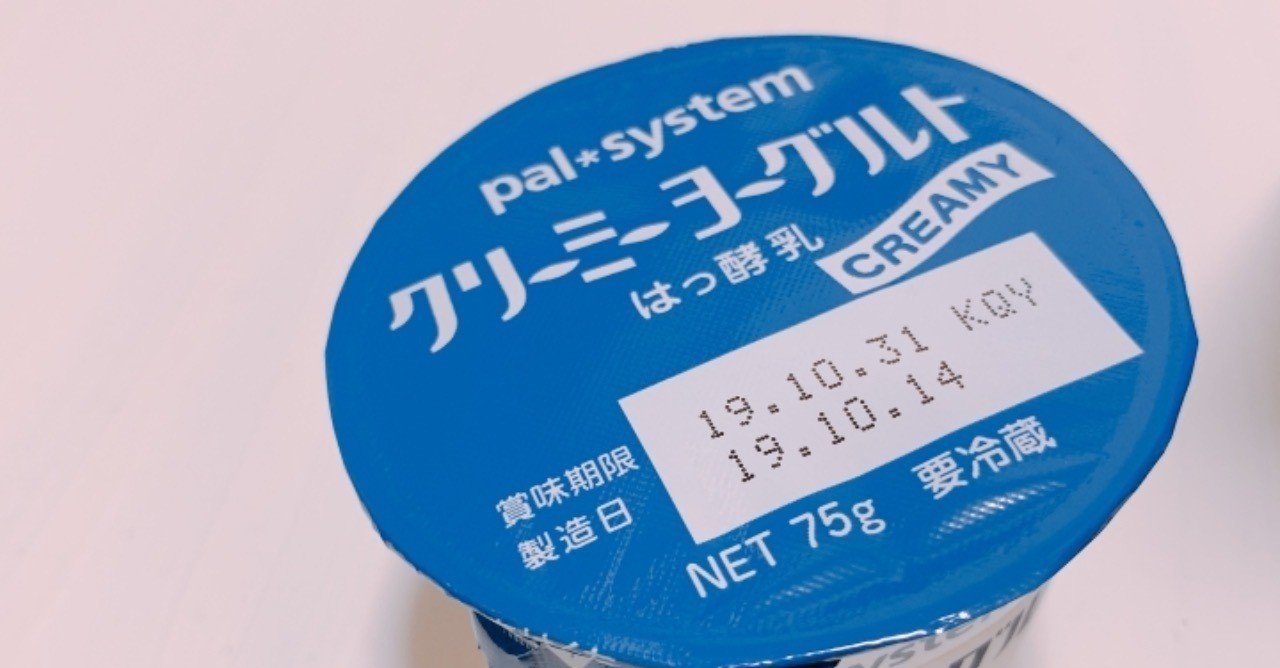 pal*system
クリーミーヨーグルト
はっ酵乳
CREAMY
賞味期限 19.10.31 KQY
製造日 19.10.14
NET 75g 要冷蔵